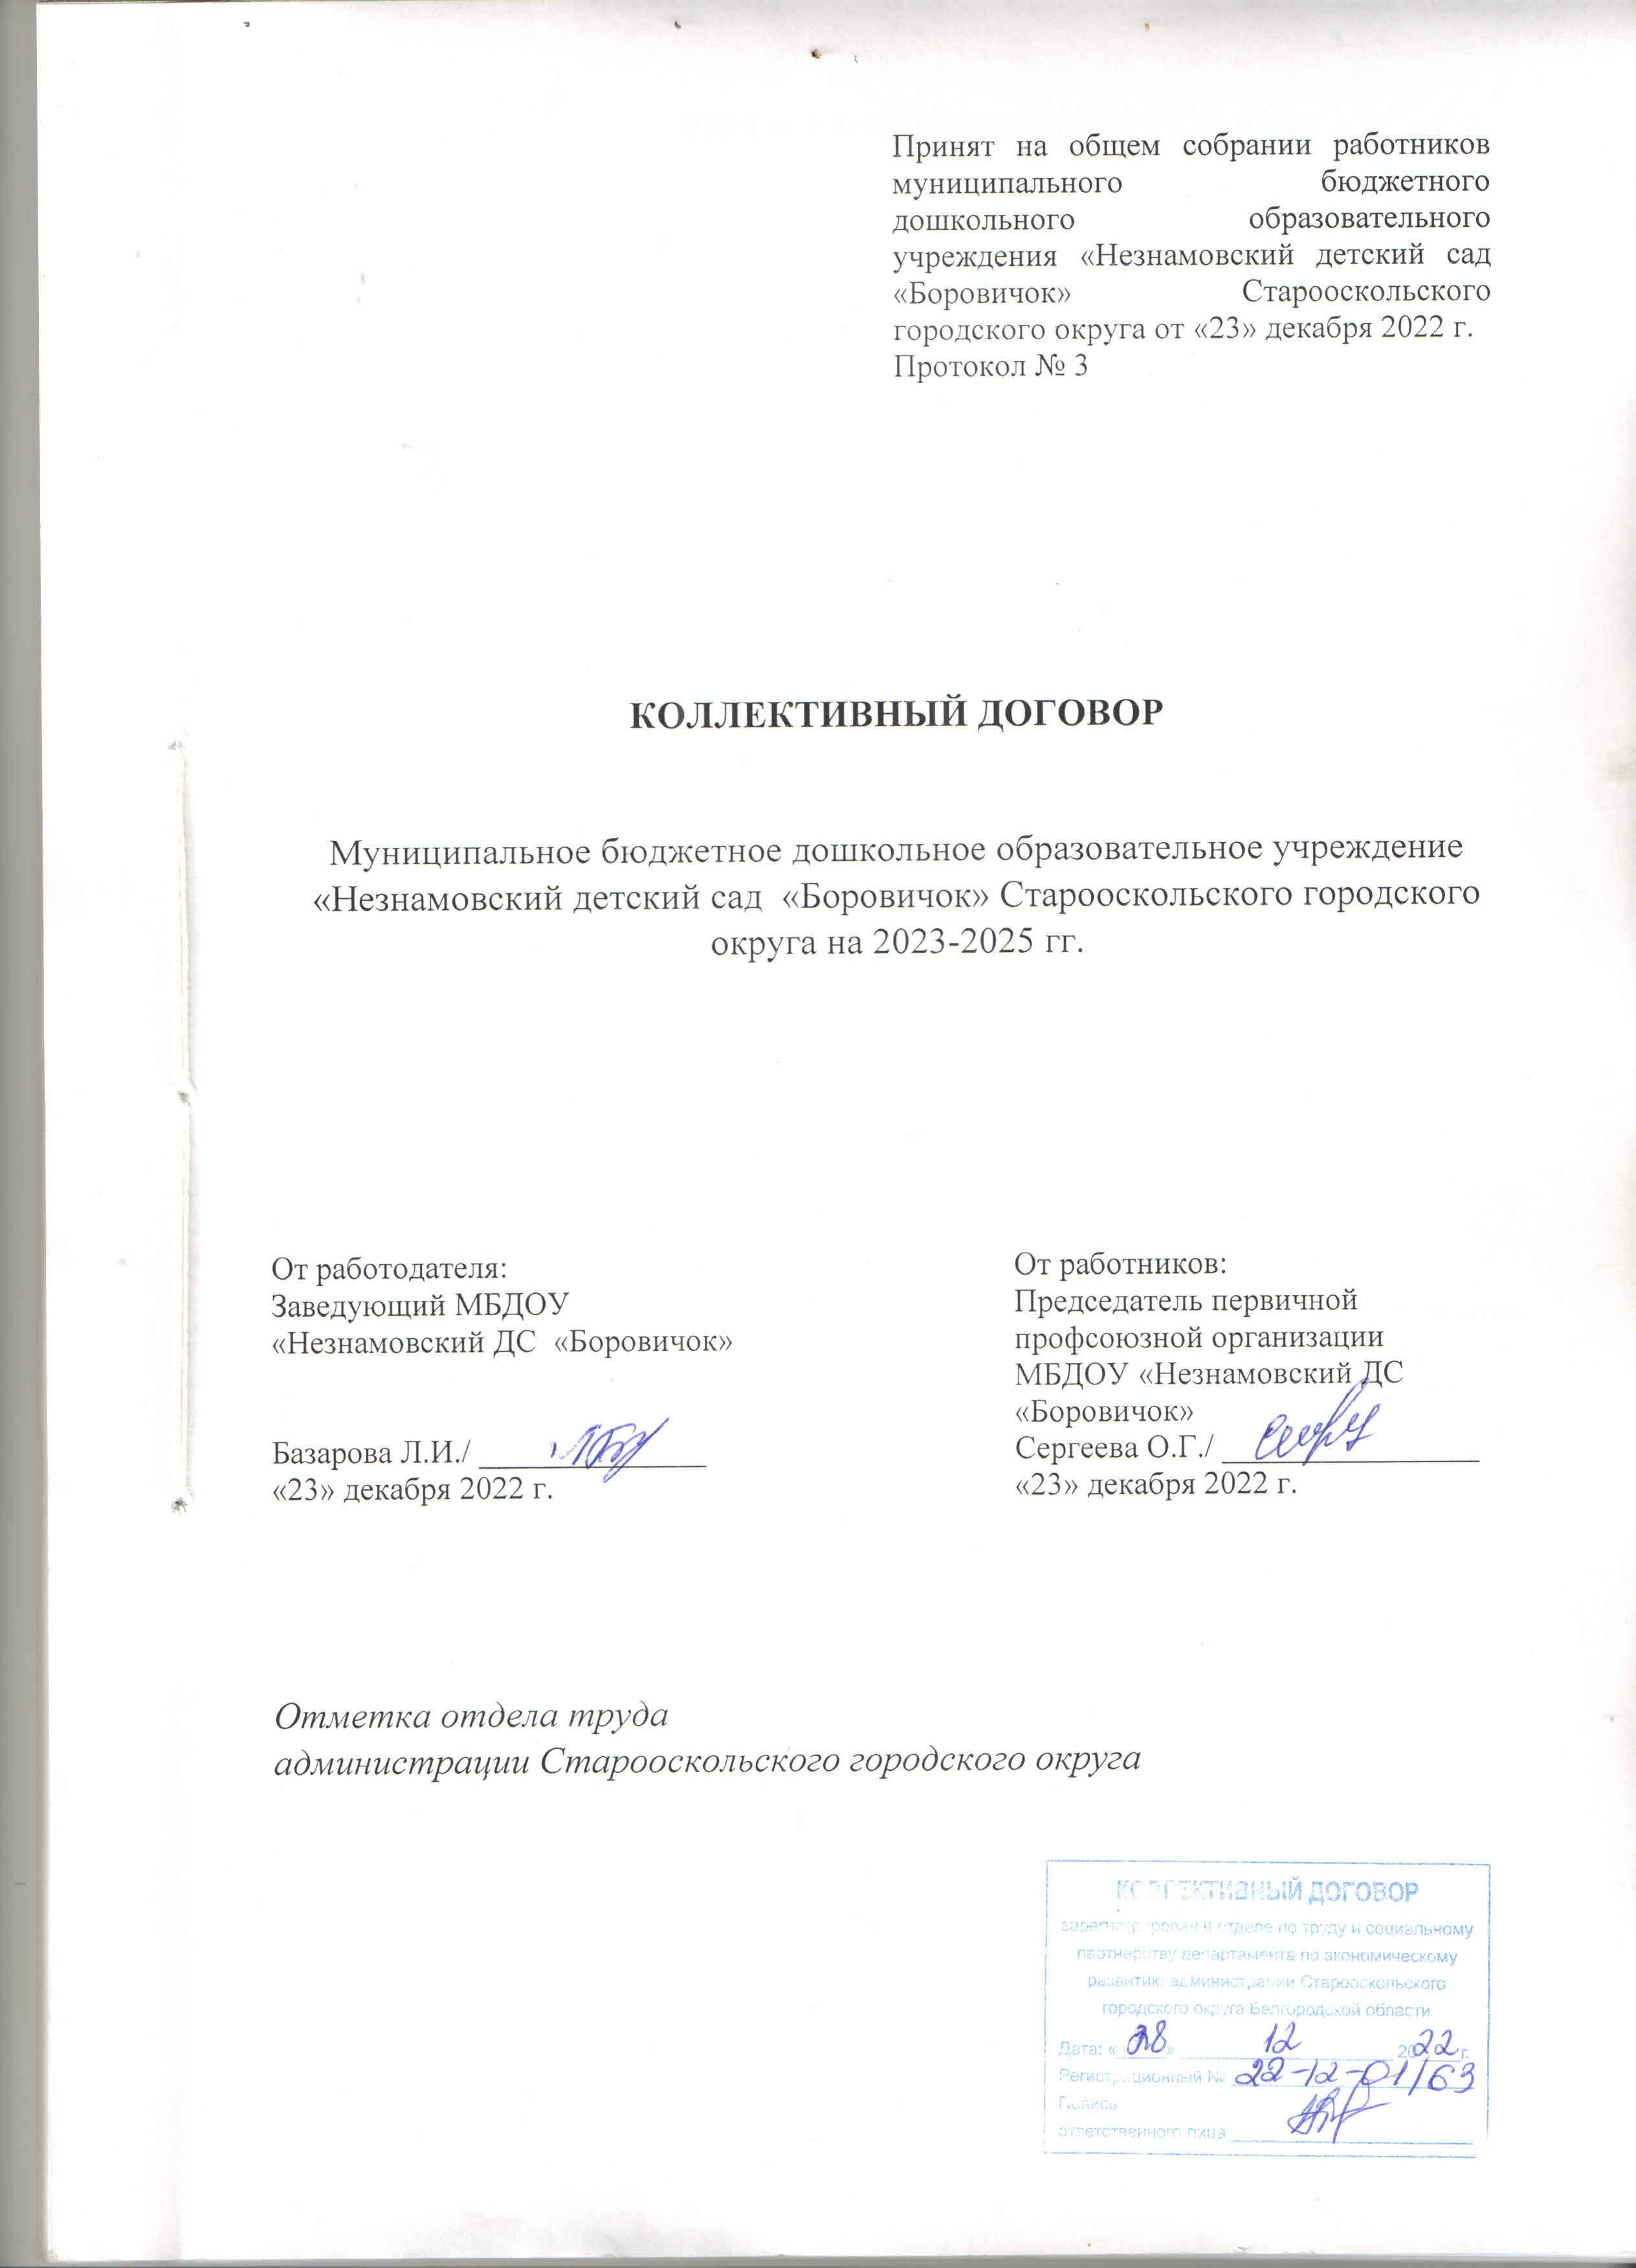 Принят на общем собрании работников
муниципального бюджетного
дошкольного образовательного
учреждения «Незнамовский детский сад
«Боровичок» Старооскольского
городского округа от «23» декабря 2022 г.
Протокол № 3
КОЛЛЕКТИВНЫЙ ДОГОВОР
Муниципальное бюджетное дошкольное образовательное учреждение
«Незнамовский детский сад «Боровичок» Старооскольского городского
округа на 2023-2025 гг.
От работодателя:
Заведующий МБДОУ
«Незнамовский ДС «Боровичок»
Базарова Л.И./
«23» декабря 2022 г.
От работников:
Председатель первичной
профсоюзной организации
МБДОУ «Незнамовский ДС
«Боровичок»
Сергеева О.Г./
«23» декабря 2022 г.
Отметка отдела труда
администрации Старооскольского городского округа
КОЛЛЕКТИВНЫЙ ДОГОВОР
зарегистрирован в отделе по труду и социальному
партнерству департамента по экономическому
развитию администрации Старооскольского
городского округа Белгородской области
Дата: «28» 12 2022 г.
Регистрационный № 22-12-01/63
ответственного лица